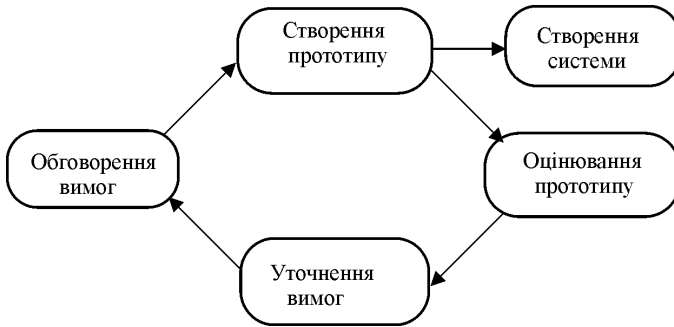 Створення
прототипу
Створення
системи
Обговорення
вимог
Оцінювання
прототипу
Уточнення
вимог